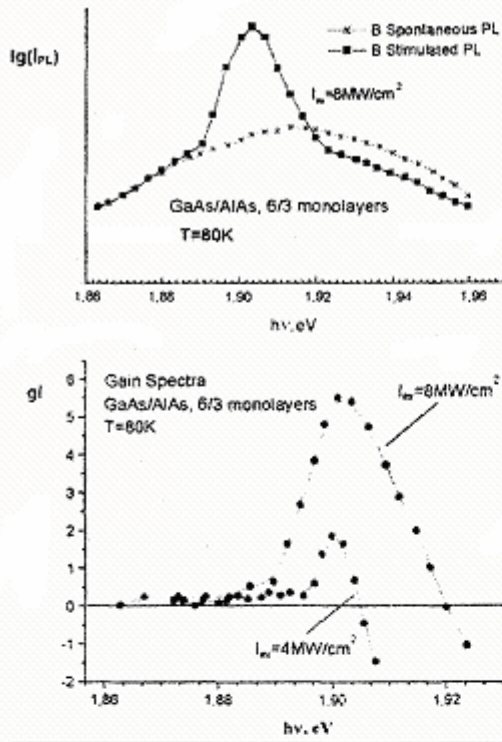 lg(I_PL)
B Spontaneous PL
B Stimulated PL
I_ex=8MW/cm²
GaAs/AlAs, 6/3 monolayers
T=80K
1,86 1,88 1,90 1,92 1,94 1,96
hν, eV
gl
Gain Spectra
GaAs/AlAs, 6/3 monolayers
T=80K
I_ex=8MW/cm²
6
5
4
3
2
1
0
-1
-2
I_ex=4MW/cm²
1,86 1,88 1,90 1,92
hν, eV